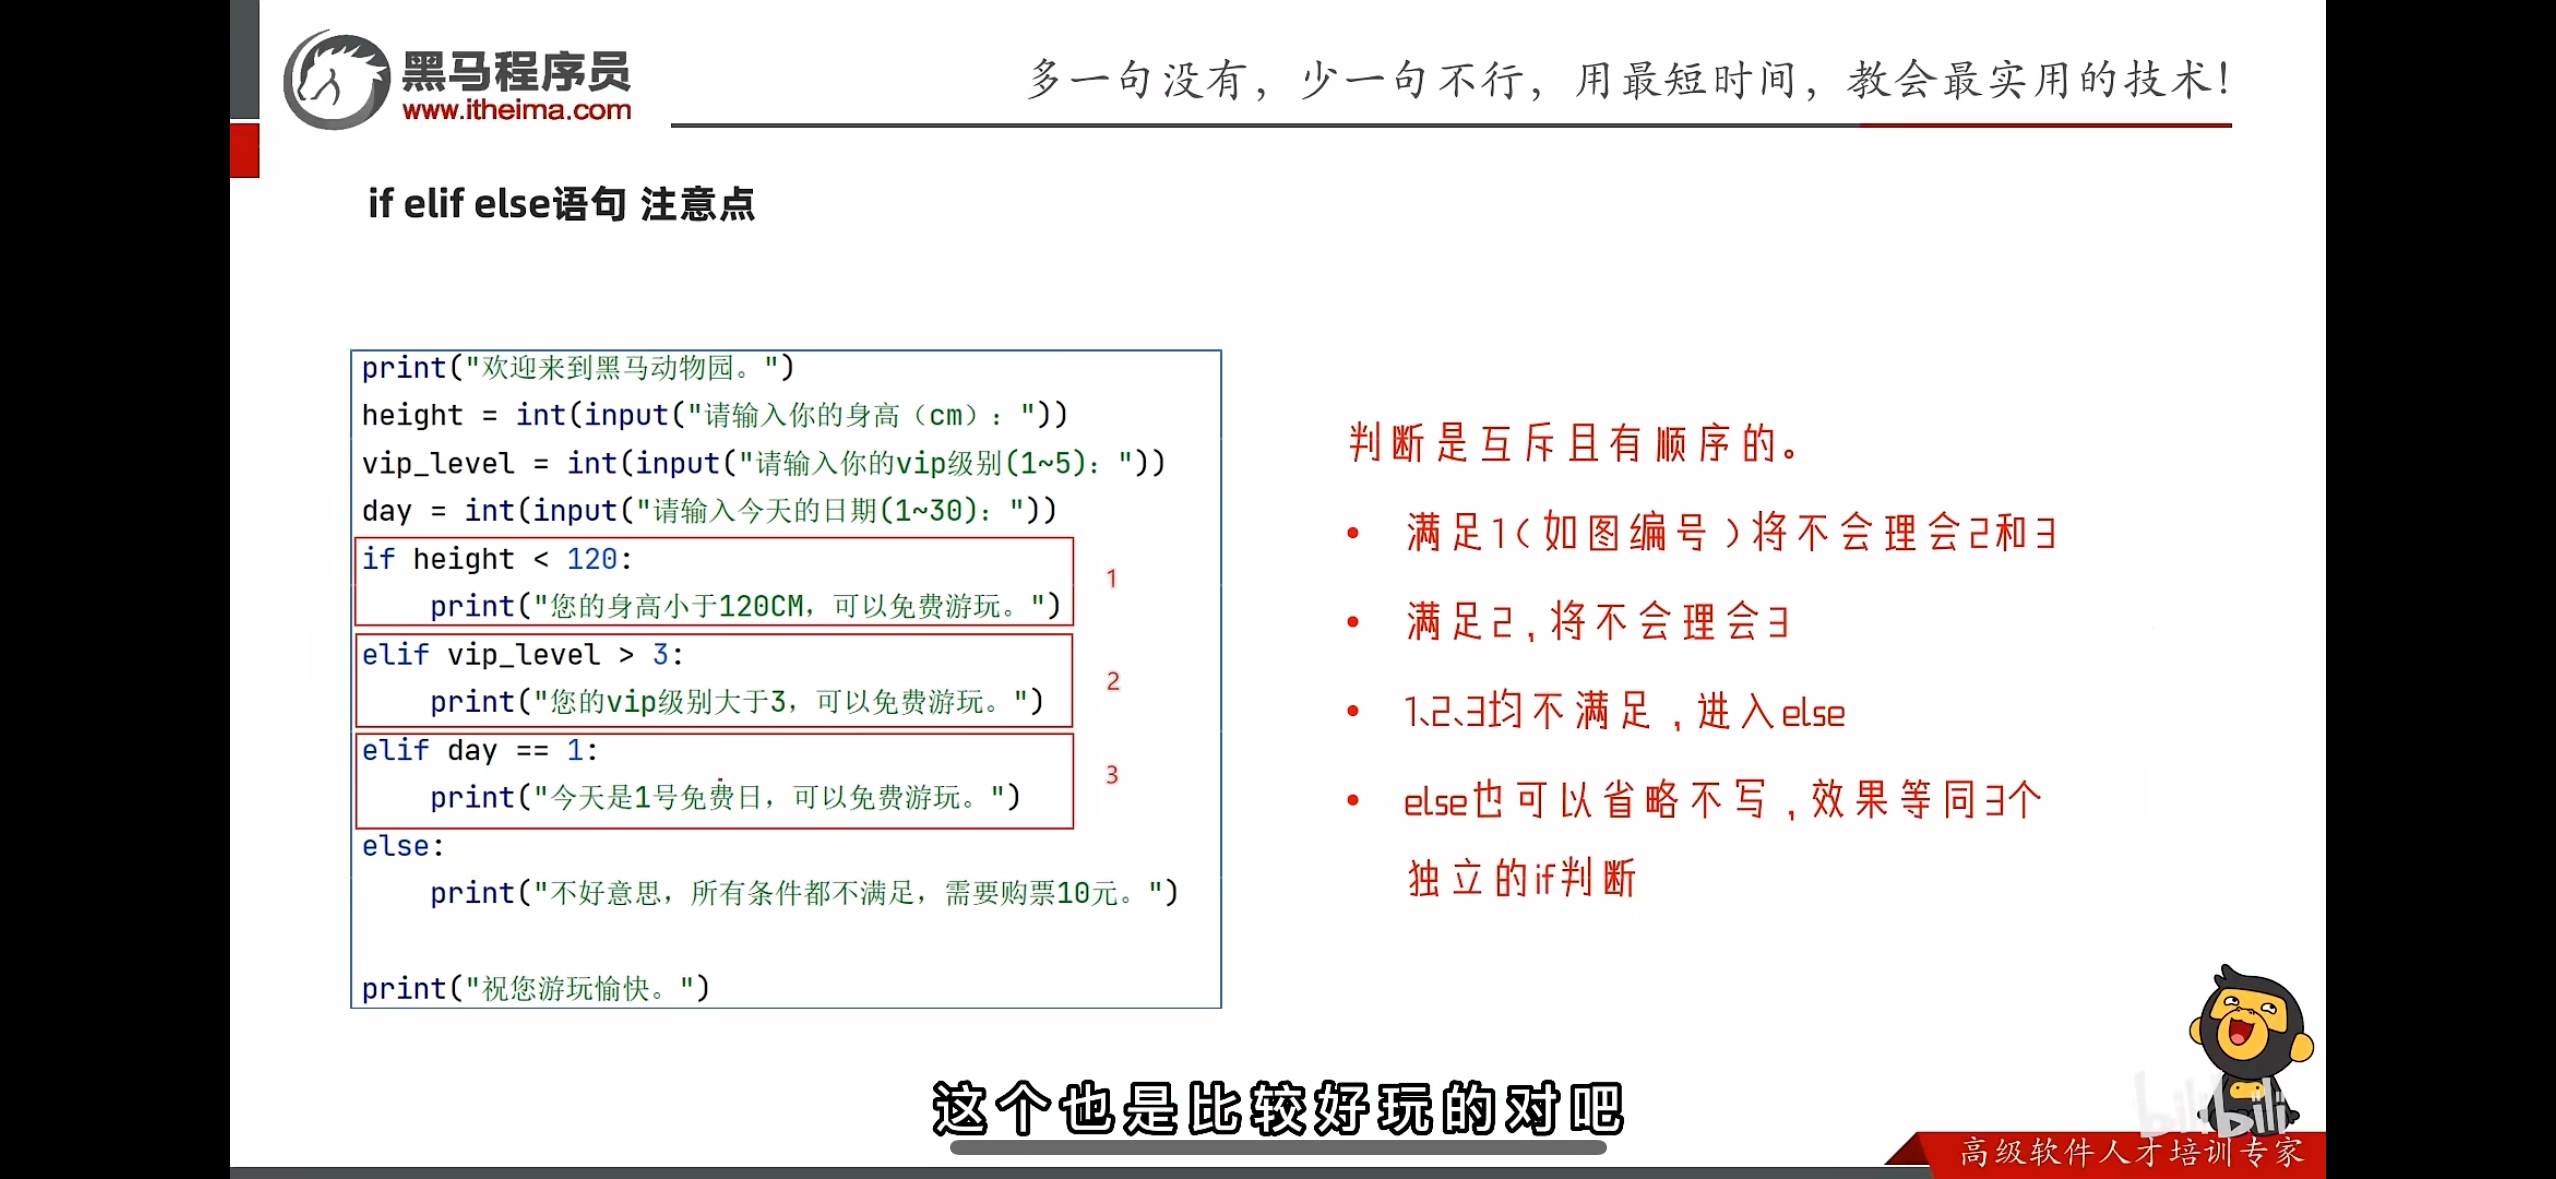 黑马程序员
www.itheima.com
多一句没有，少一句不行，用最短时间，教会最实用的技术！
if elif else语句 注意点
print("欢迎来到黑马动物园。")
height = int(input("请输入你的身高（cm）："))
vip_level = int(input("请输入你的vip级别(1~5)："))
day = int(input("请输入今天的日期(1~30)："))
if height < 120:
    print("您的身高小于120CM，可以免费游玩。")
1
elif vip_level > 3:
    print("您的vip级别大于3，可以免费游玩。")
2
elif day == 1:
    print("今天是1号免费日，可以免费游玩。")
3
else:
    print("不好意思，所有条件都不满足，需要购票10元。")
print("祝您游玩愉快。")
判断是互斥且有顺序的。
• 满足1（如图编号）将不会理会2和3
• 满足2，将不会理会3
• 1、2、3均不满足，进入else
• else也可以省略不写，效果等同3个
独立的if判断
这个也是比较好玩的对吧
bilibili
高级软件人才培训专家